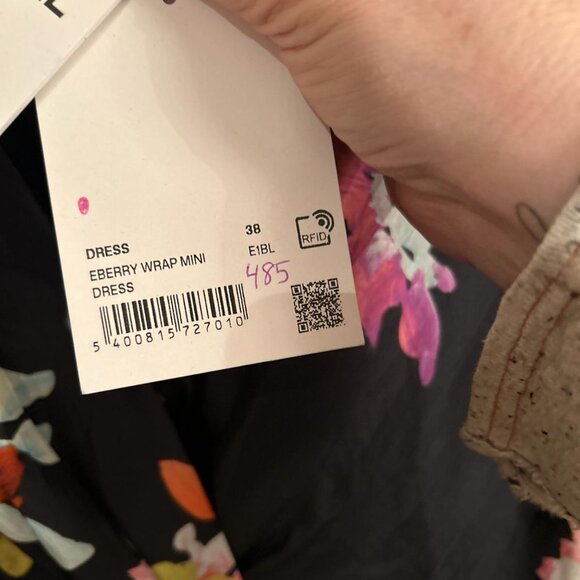 DRESS 38 RFID
EBERRY WRAP MINI E1BL
DRESS 485
5 400815 727010